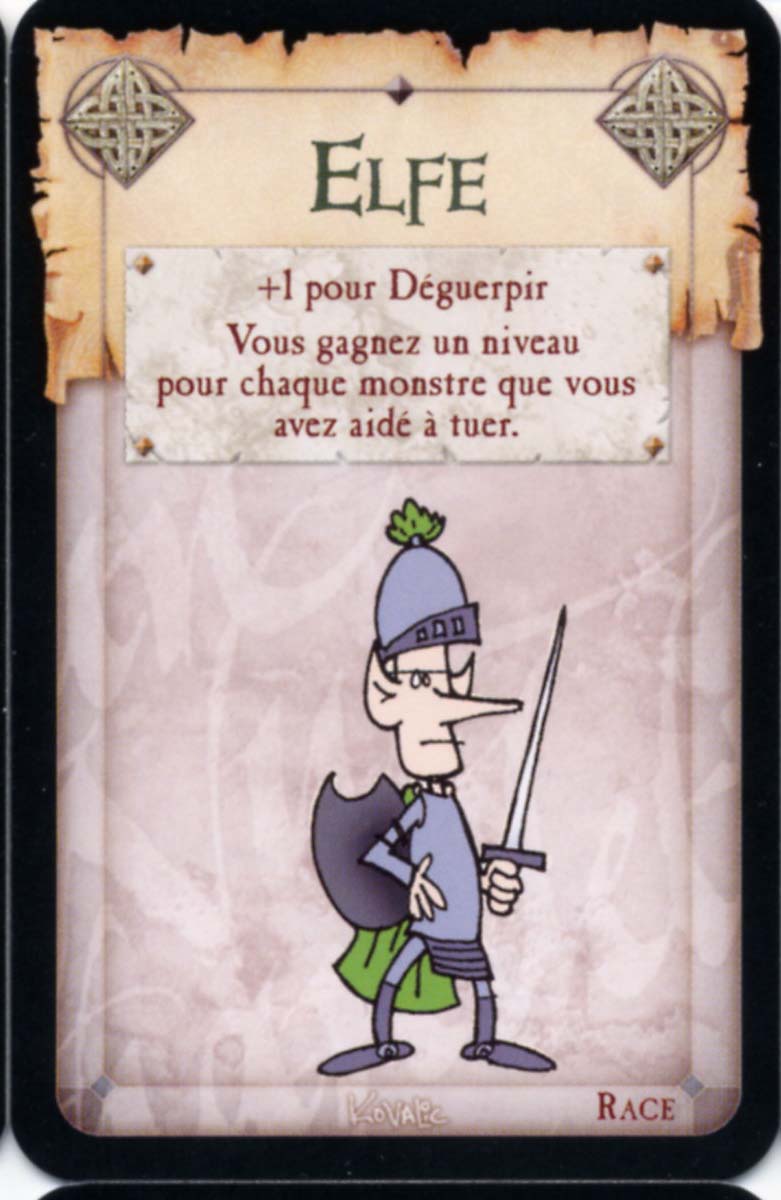 ELFE
+1 pour Déguerpir
Vous gagnez un niveau
pour chaque monstre que vous
avez aidé à tuer.
KOVALIC
RACE